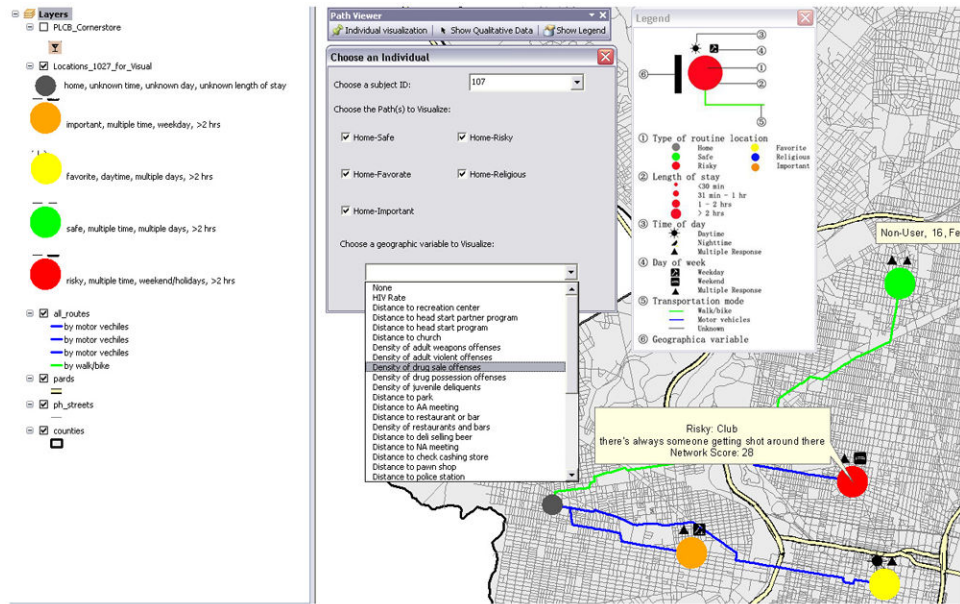 Layers
PLCB_Cornerstore
Locations_1027_for_Visual
home, unknown time, unknown day, unknown length of stay
important, multiple time, weekday, >2 hrs
favorite, daytime, multiple days, >2 hrs
safe, multiple time, multiple days, >2 hrs
risky, multiple time, weekend/holidays, >2 hrs
all_routes
by motor vechiles
by motor vechiles
by motor vechiles
by walk/bike
pards
ph_streets
counties
Path Viewer
Individual visualization
Show Qualitative Data
Show Legend
Choose an Individual
Choose a subject ID:
107
Choose the Path(s) to Visualize:
Home-Safe
Home-Risky
Home-Favorate
Home-Religious
Home-Important
Choose a geographic variable to Visualize:
None
HIV Rate
Distance to recreation center
Distance to head start partner program
Distance to head start program
Distance to church
Density of adult weapons offenses
Density of adult violent offenses
Density of drug sale offenses
Density of drug possession offenses
Density of juvenile deliquents
Distance to park
Distance to AA meeting
Distance to restaurant or bar
Density of restaurants and bars
Distance to deli selling beer
Distance to NA meeting
Distance to check cashing store
Distance to pawn shop
Distance to police station
Legend
③
④
①
②
⑥
⑤
① Type of routine location
Home Favorite
Safe Religious
Risky Important
② Length of stay
<30 min
31 min - 1 hr
1 - 2 hrs
> 2 hrs
③ Time of day
Daytime
Nighttime
Multiple Response
④ Day of week
Weekday
Weekend
Multiple Response
⑤ Transportation mode
Walk/bike
Motor vehicles
Unknown
⑥ Geographica variable
Non-User, 16, Fe
Risky: Club
there's always someone getting shot around there
Network Score: 28